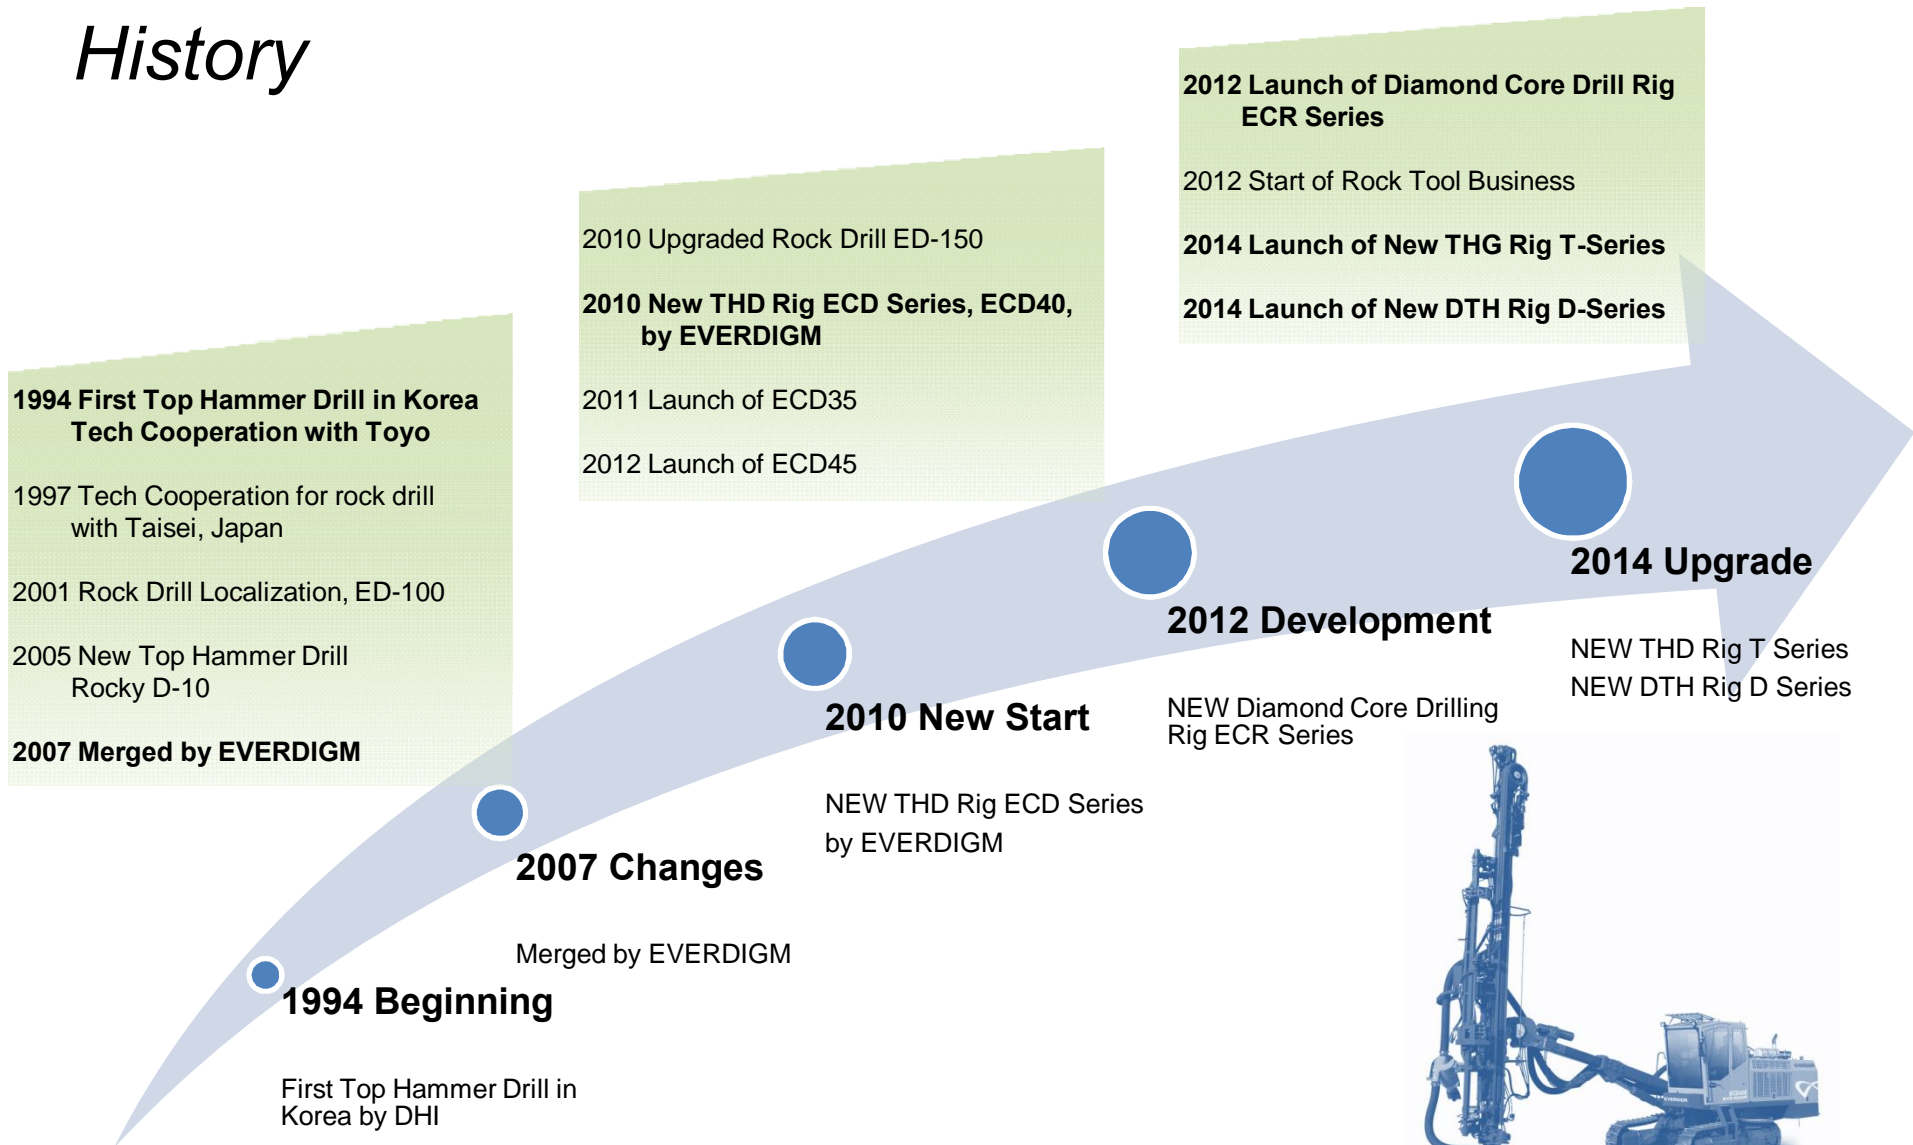 History
1994 First Top Hammer Drill in Korea
Tech Cooperation with Toyo
1997 Tech Cooperation for rock drill
with Taisei, Japan
2001 Rock Drill Localization, ED-100
2005 New Top Hammer Drill
Rocky D-10
2007 Merged by EVERDIGM
2010 Upgraded Rock Drill ED-150
2010 New THD Rig ECD Series, ECD40,
by EVERDIGM
2011 Launch of ECD35
2012 Launch of ECD45
2012 Launch of Diamond Core Drill Rig
ECR Series
2012 Start of Rock Tool Business
2014 Launch of New THG Rig T-Series
2014 Launch of New DTH Rig D-Series
1994 Beginning
First Top Hammer Drill in
Korea by DHI
2007 Changes
Merged by EVERDIGM
2010 New Start
NEW THD Rig ECD Series
by EVERDIGM
2012 Development
NEW Diamond Core Drilling
Rig ECR Series
2014 Upgrade
NEW THD Rig T Series
NEW DTH Rig D Series